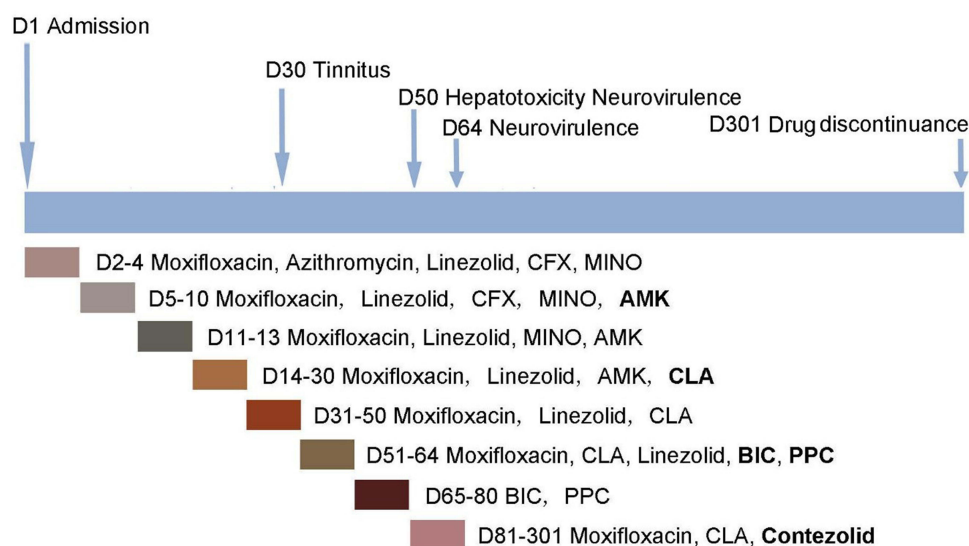 D1 Admission
D30 Tinnitus
D50 Hepatotoxicity Neurovirulence
D64 Neurovirulence
D301 Drug discontinuance
D2-4 Moxifloxacin, Azithromycin, Linezolid, CFX, MINO
D5-10 Moxifloxacin, Linezolid, CFX, MINO, AMK
D11-13 Moxifloxacin, Linezolid, MINO, AMK
D14-30 Moxifloxacin, Linezolid, AMK, CLA
D31-50 Moxifloxacin, Linezolid, CLA
D51-64 Moxifloxacin, CLA, Linezolid, BIC, PPC
D65-80 BIC, PPC
D81-301 Moxifloxacin, CLA, Contezolid